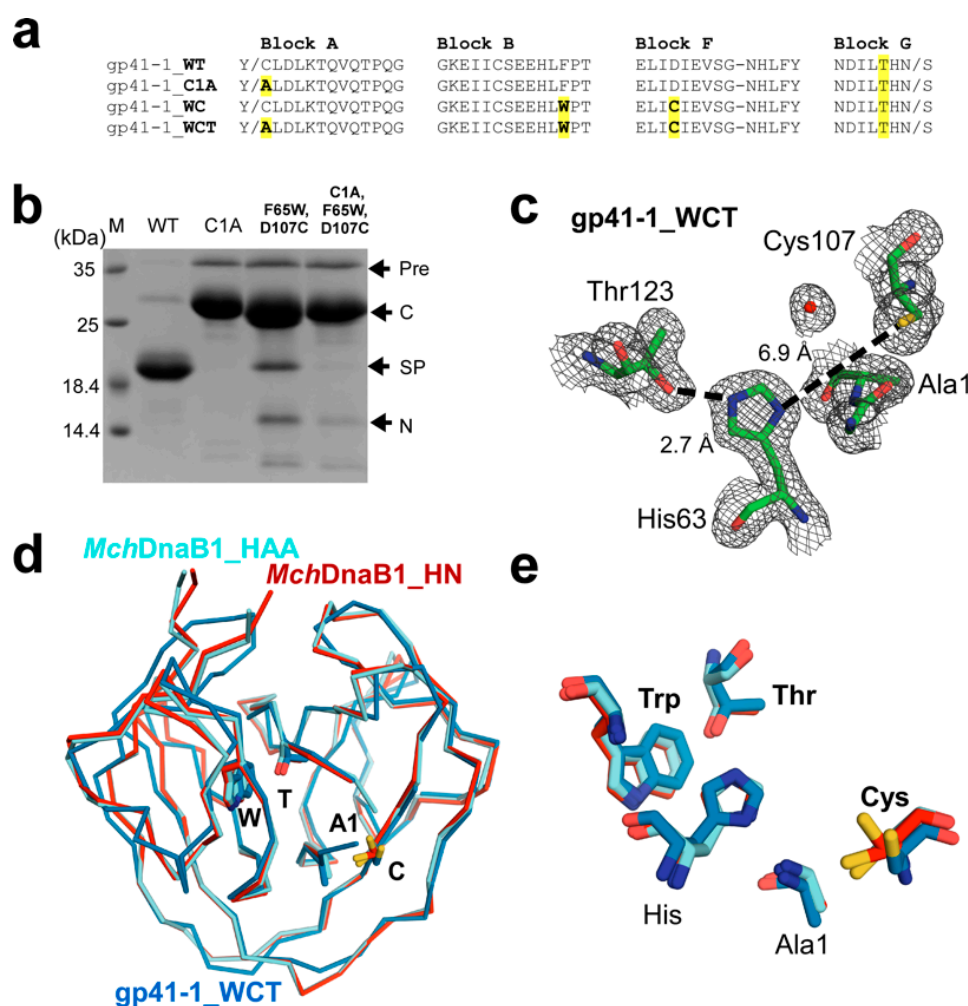 a
Block A Block B Block F Block G
gp41-1_WT Y/CLDLKTQVQTPQG GKEIICSEEHLFPT ELIDIEVSG-NHLFY NDILTHN/S
gp41-1_C1A Y/ALDLKTQVQTPQG GKEIICSEEHLFPT ELIDIEVSG-NHLFY NDILTHN/S
gp41-1_WC Y/CLDLKTQVQTPQG GKEIICSEEHLWPT ELICIEVSG-NHLFY NDILTHN/S
gp41-1_WCT Y/ALDLKTQVQTPQG GKEIICSEEHLWPT ELICIEVSG-NHLFY NDILTHN/S
b
(kDa) M WT C1A F65W, D107C C1A, F65W, D107C
35
25
18.4
14.4
Pre
C
SP
N
c
gp41-1_WCT
Cys107
Thr123
6.9 Å
Ala1
2.7 Å
His63
d
MchDnaB1_HAA
MchDnaB1_HN
W
T
A1
C
gp41-1_WCT
e
Trp
Thr
Cys
His
Ala1